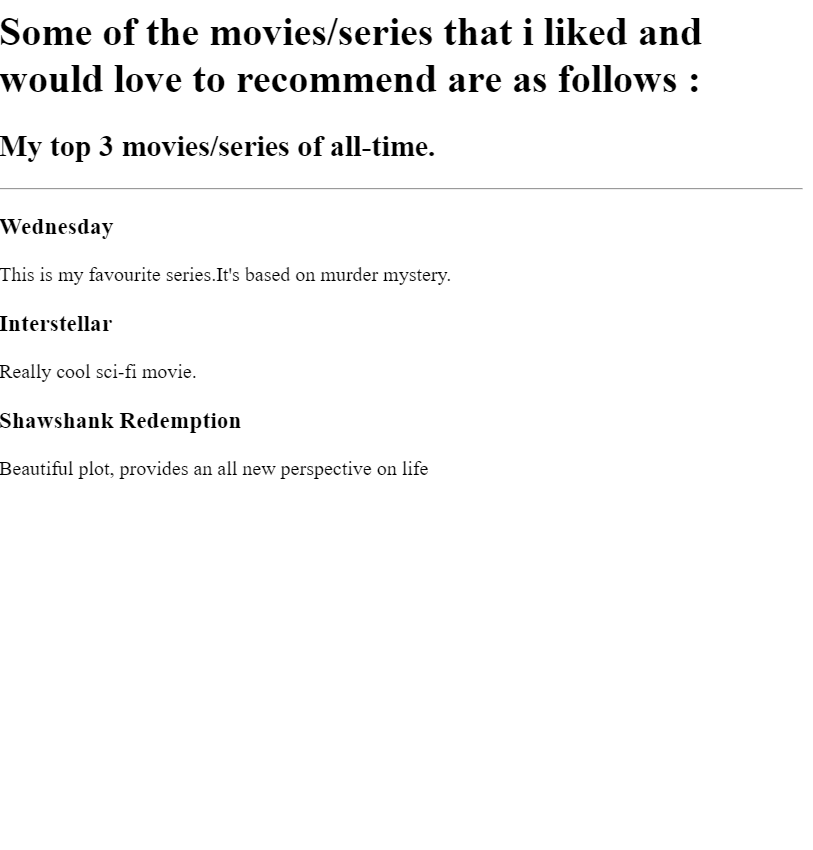 Some of the movies/series that i liked and
would love to recommend are as follows :
My top 3 movies/series of all-time.
Wednesday
This is my favourite series.It's based on murder mystery.
Interstellar
Really cool sci-fi movie.
Shawshank Redemption
Beautiful plot, provides an all new perspective on life